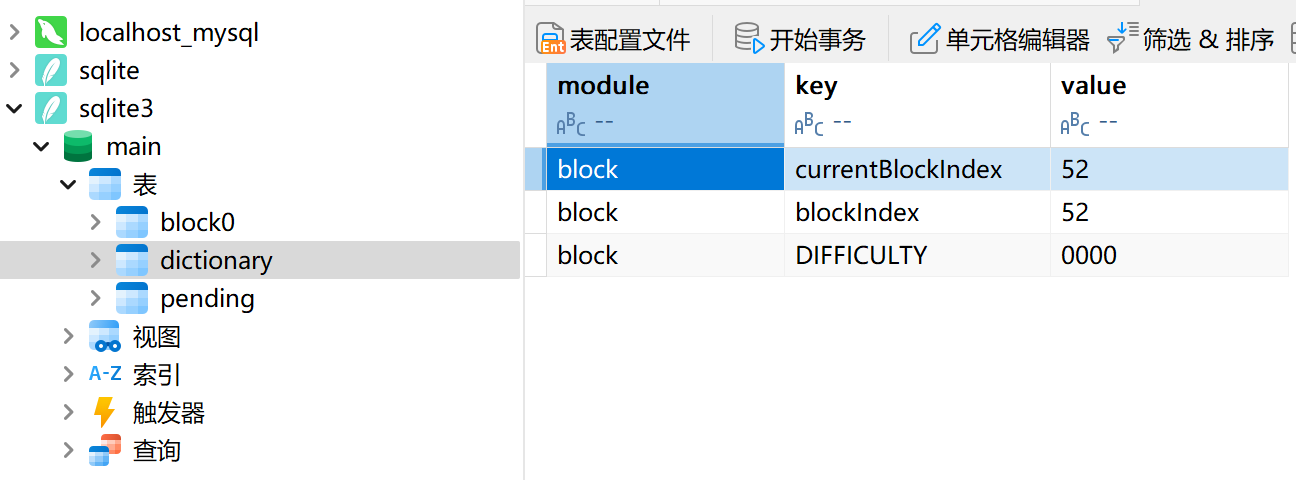 localhost_mysql
sqlite
sqlite3
main
表
block0
dictionary
pending
视图
A-Z 索引
触发器
查询
Ent 表配置文件 开始事务 单元格编辑器 筛选 & 排序
module key value
ABC -- ABC -- ABC --
block currentBlockIndex 52
block blockIndex 52
block DIFFICULTY 0000